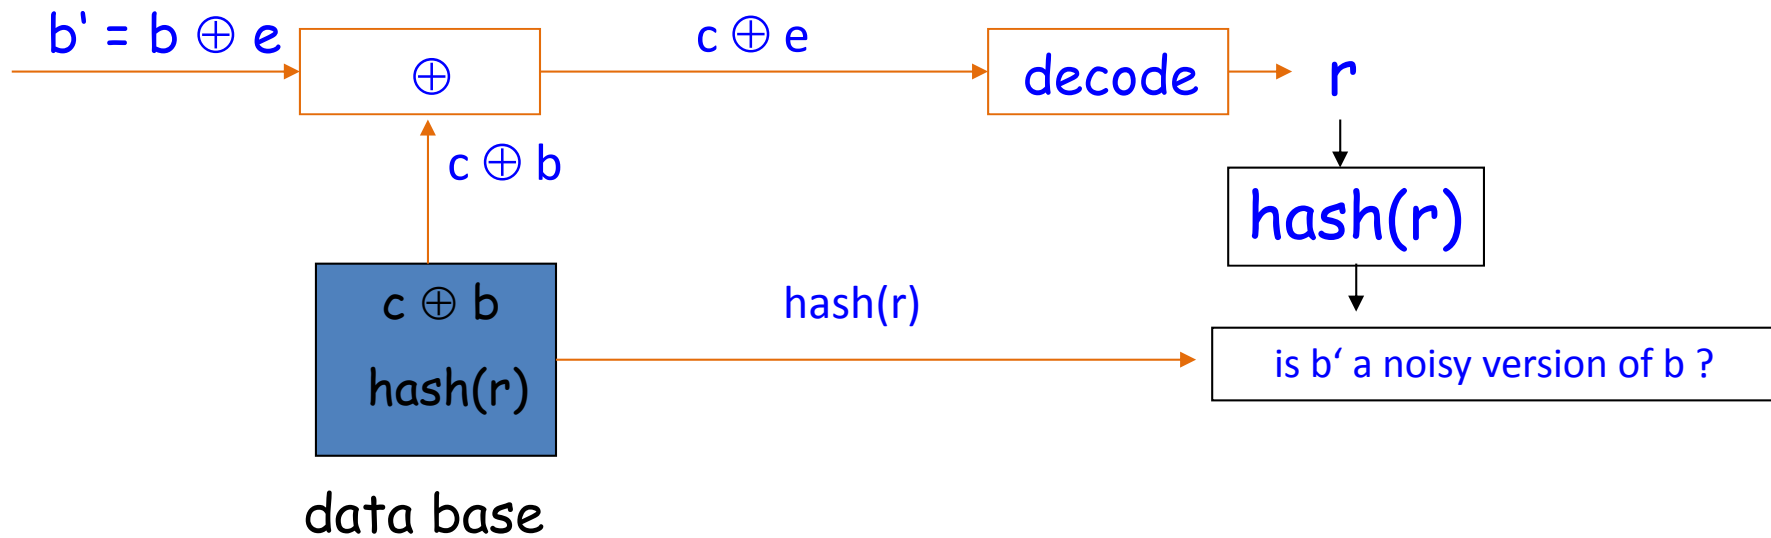 b' = b ⊕ e
⊕
c ⊕ e
decode
r
c ⊕ b
hash(r)
c ⊕ b
hash(r)
hash(r)
is b‘ a noisy version of b ?
data base